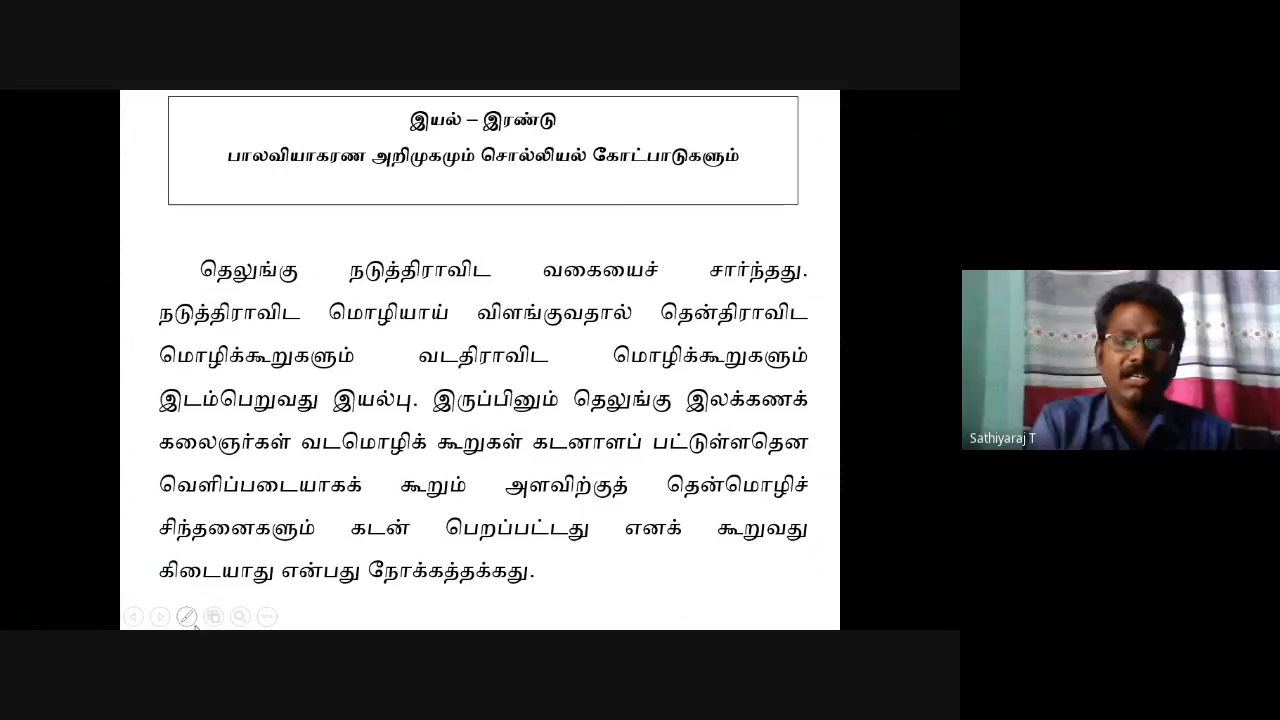 இயல் – இரண்டு
பாலவியாகரண அறிமுகமும் சொல்லியல் கோட்பாடுகளும்
தெலுங்கு நடுத்திராவிட வகையைச் சார்ந்தது.
நடுத்திராவிட மொழியாய் விளங்குவதால் தென்திராவிட
மொழிக்கூறுகளும் வடதிராவிட மொழிக்கூறுகளும்
இடம்பெறுவது இயல்பு. இருப்பினும் தெலுங்கு இலக்கணக்
கலைஞர்கள் வடமொழிக் கூறுகள் கடனாளப் பட்டுள்ளதென
வெளிப்படையாகக் கூறும் அளவிற்குத் தென்மொழிச்
சிந்தனைகளும் கடன் பெறப்பட்டது எனக் கூறுவது
கிடையாது என்பது நோக்கத்தக்கது.
Sathiyaraj T